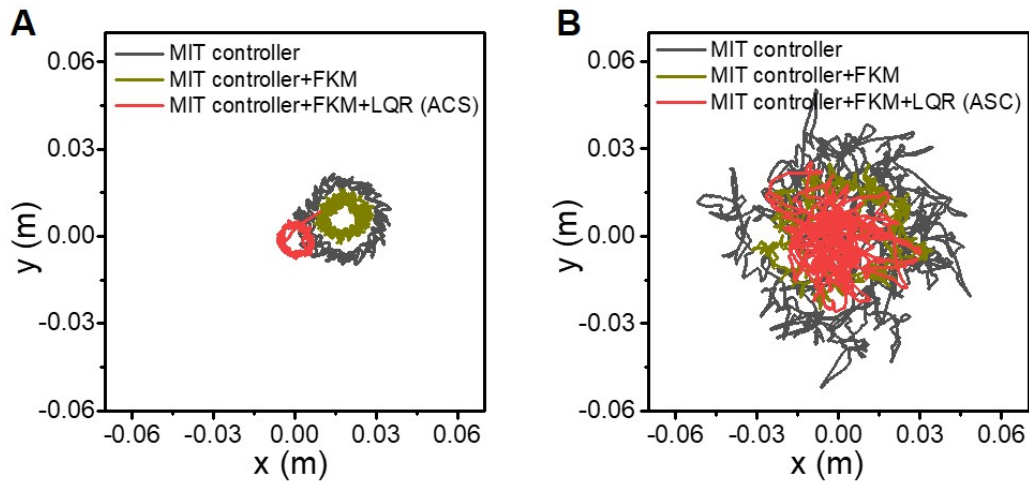 A
MIT controller
MIT controller+FKM
MIT controller+FKM+LQR (ACS)
0.06
0.03
0.00
-0.03
-0.06
y (m)
-0.06 -0.03 0.00 0.03 0.06
x (m)
B
MIT controller
MIT controller+FKM
MIT controller+FKM+LQR (ASC)
0.06
0.03
0.00
-0.03
-0.06
y (m)
-0.06 -0.03 0.00 0.03 0.06
x (m)